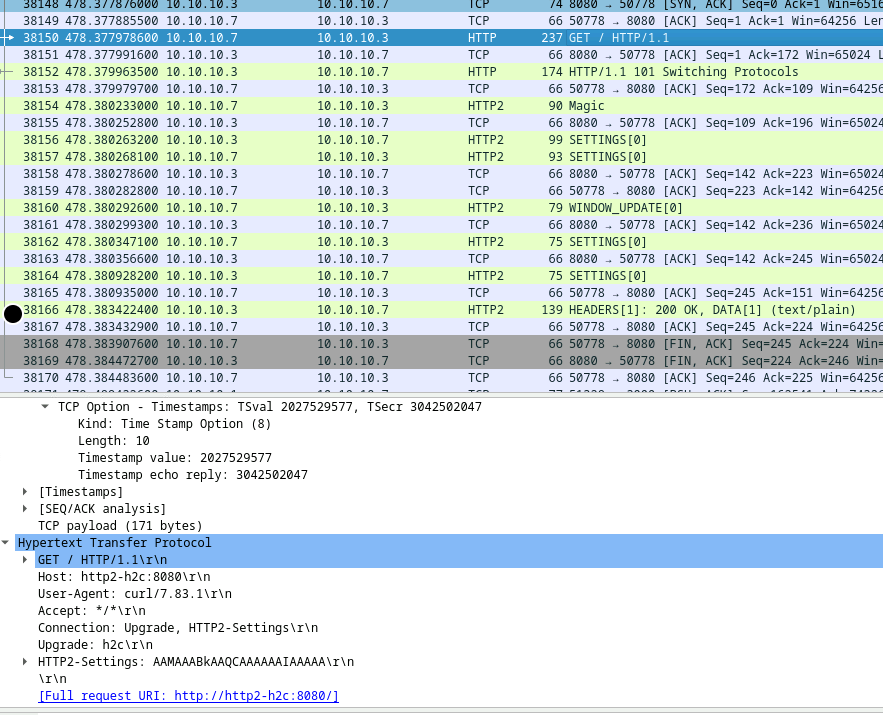 38148 478.377876000 10.10.10.3 10.10.10.7 TCP 74 8080 → 50778 [SYN, ACK] Seq=0 Ack=1 Win=6516
38149 478.377885500 10.10.10.7 10.10.10.3 TCP 66 50778 → 8080 [ACK] Seq=1 Ack=1 Win=64256 Len
38150 478.377978600 10.10.10.7 10.10.10.3 HTTP 237 GET / HTTP/1.1
38151 478.377991600 10.10.10.3 10.10.10.7 TCP 66 8080 → 50778 [ACK] Seq=1 Ack=172 Win=65024 L
38152 478.379963500 10.10.10.3 10.10.10.7 HTTP 174 HTTP/1.1 101 Switching Protocols
38153 478.379979700 10.10.10.7 10.10.10.3 TCP 66 50778 → 8080 [ACK] Seq=172 Ack=109 Win=64256
38154 478.380233000 10.10.10.7 10.10.10.3 HTTP2 90 Magic
38155 478.380252800 10.10.10.3 10.10.10.7 TCP 66 8080 → 50778 [ACK] Seq=109 Ack=196 Win=65024
38156 478.380263200 10.10.10.7 10.10.10.3 HTTP2 99 SETTINGS[0]
38157 478.380268100 10.10.10.3 10.10.10.7 HTTP2 93 SETTINGS[0]
38158 478.380278600 10.10.10.3 10.10.10.7 TCP 66 8080 → 50778 [ACK] Seq=142 Ack=223 Win=65024
38159 478.380282800 10.10.10.7 10.10.10.3 TCP 66 50778 → 8080 [ACK] Seq=223 Ack=142 Win=64256
38160 478.380292600 10.10.10.7 10.10.10.3 HTTP2 79 WINDOW_UPDATE[0]
38161 478.380299300 10.10.10.3 10.10.10.7 TCP 66 8080 → 50778 [ACK] Seq=142 Ack=236 Win=65024
38162 478.380347100 10.10.10.7 10.10.10.3 HTTP2 75 SETTINGS[0]
38163 478.380356600 10.10.10.3 10.10.10.7 TCP 66 8080 → 50778 [ACK] Seq=142 Ack=245 Win=65024
38164 478.380928200 10.10.10.3 10.10.10.7 HTTP2 75 SETTINGS[0]
38165 478.380935000 10.10.10.7 10.10.10.3 TCP 66 50778 → 8080 [ACK] Seq=245 Ack=151 Win=64256
38166 478.383422400 10.10.10.3 10.10.10.7 HTTP2 139 HEADERS[1]: 200 OK, DATA[1] (text/plain)
38167 478.383432900 10.10.10.7 10.10.10.3 TCP 66 50778 → 8080 [ACK] Seq=245 Ack=224 Win=64256
38168 478.383907600 10.10.10.7 10.10.10.3 TCP 66 50778 → 8080 [FIN, ACK] Seq=245 Ack=224 Win=
38169 478.384472700 10.10.10.3 10.10.10.7 TCP 66 8080 → 50778 [FIN, ACK] Seq=224 Ack=246 Win=
38170 478.384483600 10.10.10.7 10.10.10.3 TCP 66 50778 → 8080 [ACK] Seq=246 Ack=225 Win=64256
TCP Option - Timestamps: TSval 2027529577, TSecr 3042502047
Kind: Time Stamp Option (8)
Length: 10
Timestamp value: 2027529577
Timestamp echo reply: 3042502047
[Timestamps]
[SEQ/ACK analysis]
TCP payload (171 bytes)
Hypertext Transfer Protocol
GET / HTTP/1.1\r\n
Host: http2-h2c:8080\r\n
User-Agent: curl/7.83.1\r\n
Accept: */*\r\n
Connection: Upgrade, HTTP2-Settings\r\n
Upgrade: h2c\r\n
HTTP2-Settings: AAMAAABkAAQCAAAAAAIAAAAA\r\n
\r\n
[Full request URI: http://http2-h2c:8080/]